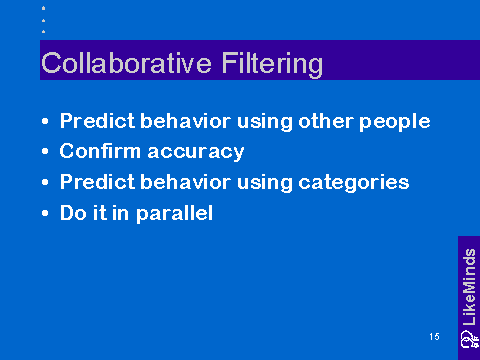 Collaborative Filtering
• Predict behavior using other people
• Confirm accuracy
• Predict behavior using categories
• Do it in parallel
LikeMinds
15